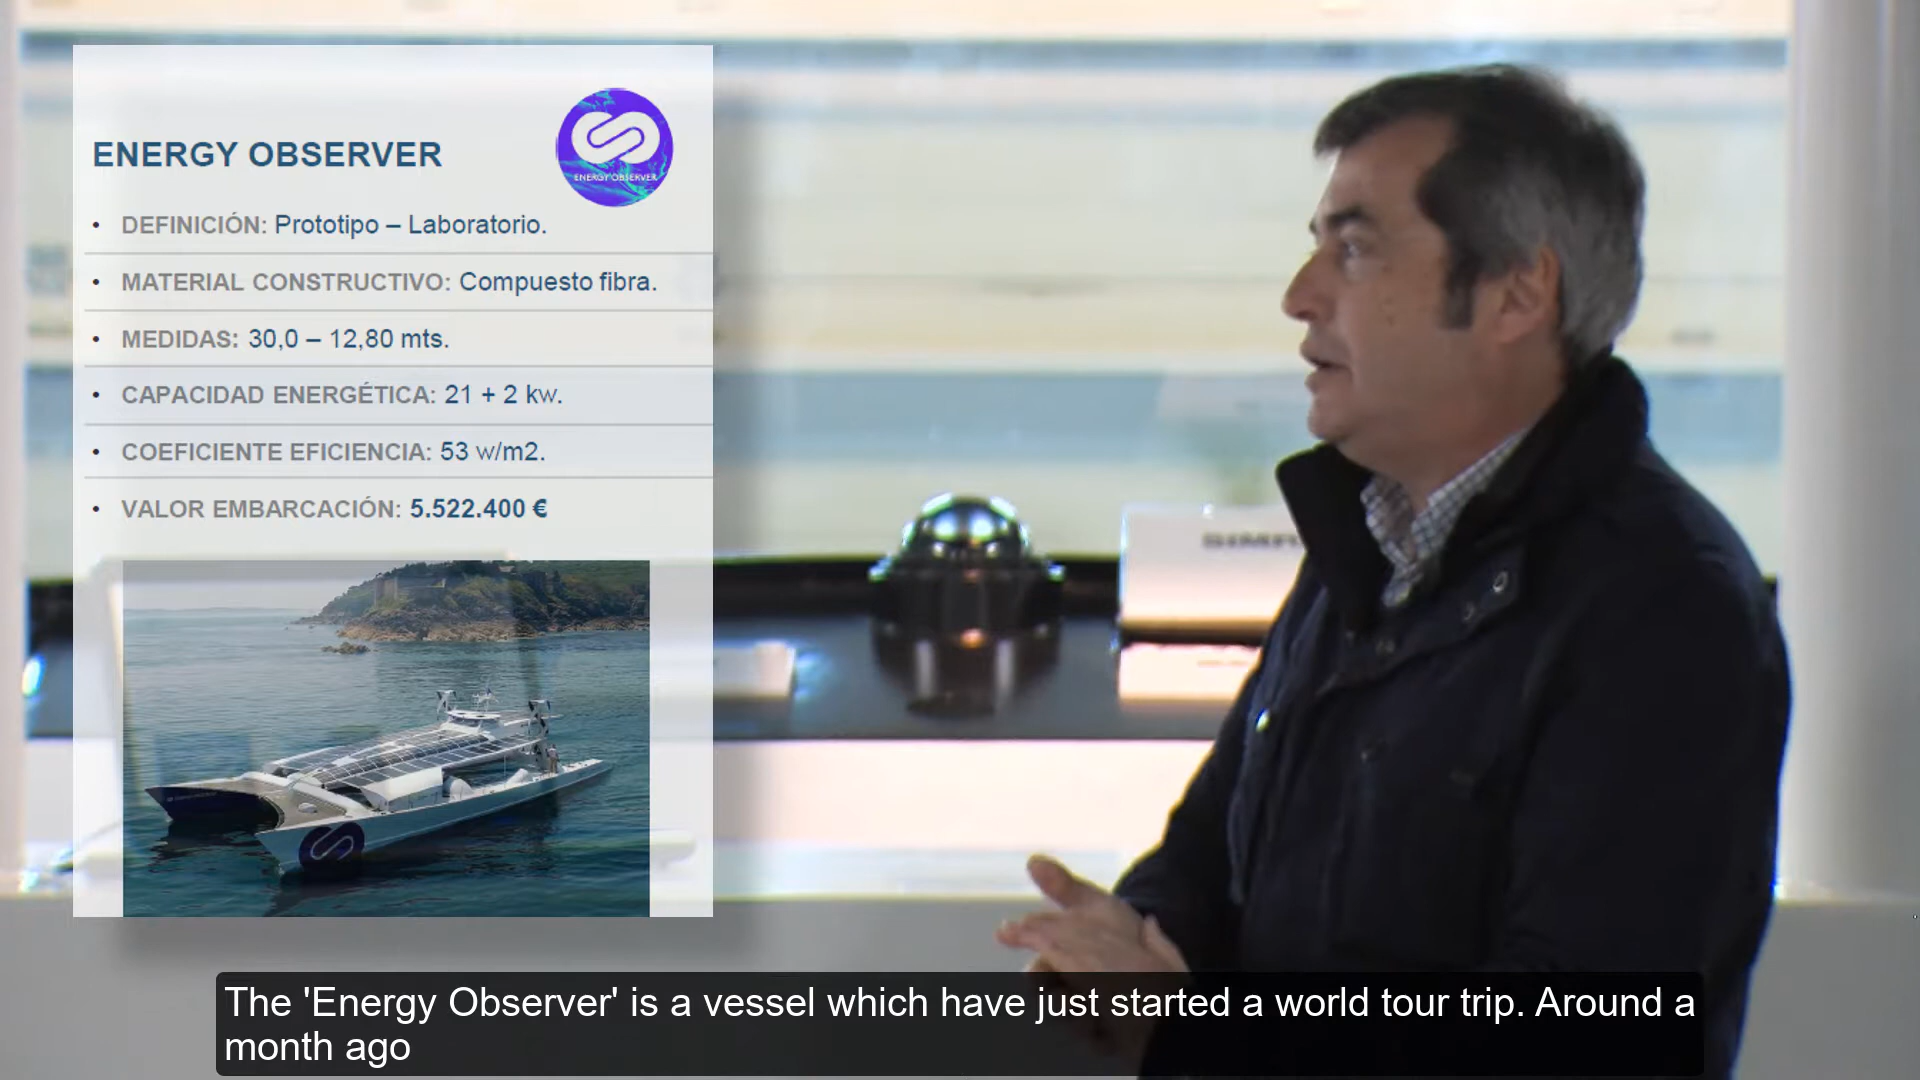 ENERGY OBSERVER
ENERGY OBSERVER
• DEFINICIÓN: Prototipo – Laboratorio.
• MATERIAL CONSTRUCTIVO: Compuesto fibra.
• MEDIDAS: 30,0 – 12,80 mts.
• CAPACIDAD ENERGÉTICA: 21 + 2 kw.
• COEFICIENTE EFICIENCIA: 53 w/m2.
• VALOR EMBARCACIÓN: 5.522.400 €
The 'Energy Observer' is a vessel which have just started a world tour trip. Around a
month ago